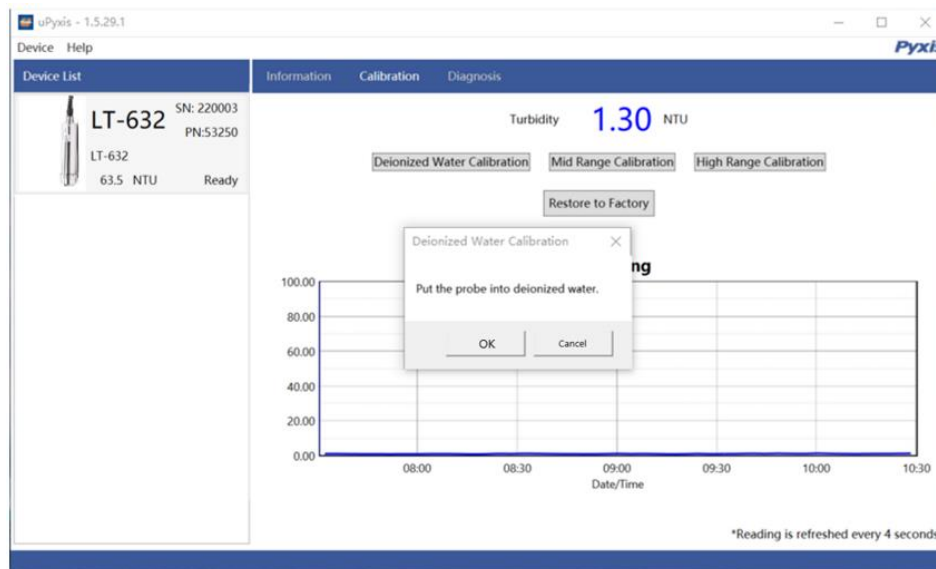 uPyxis - 1.5.29.1
Device Help
Pyxis
Device List
Information Calibration Diagnosis
LT-632
SN: 220003
PN:53250
LT-632
63.5 NTU Ready
Turbidity 1.30 NTU
Deionized Water Calibration Mid Range Calibration High Range Calibration
Restore to Factory
Deionized Water Calibration
Put the probe into deionized water.
OK Cancel
ng
100.00
80.00
60.00
40.00
20.00
0.00
08:00 08:30 09:00 09:30 10:00 10:30
Date/Time
*Reading is refreshed every 4 seconds